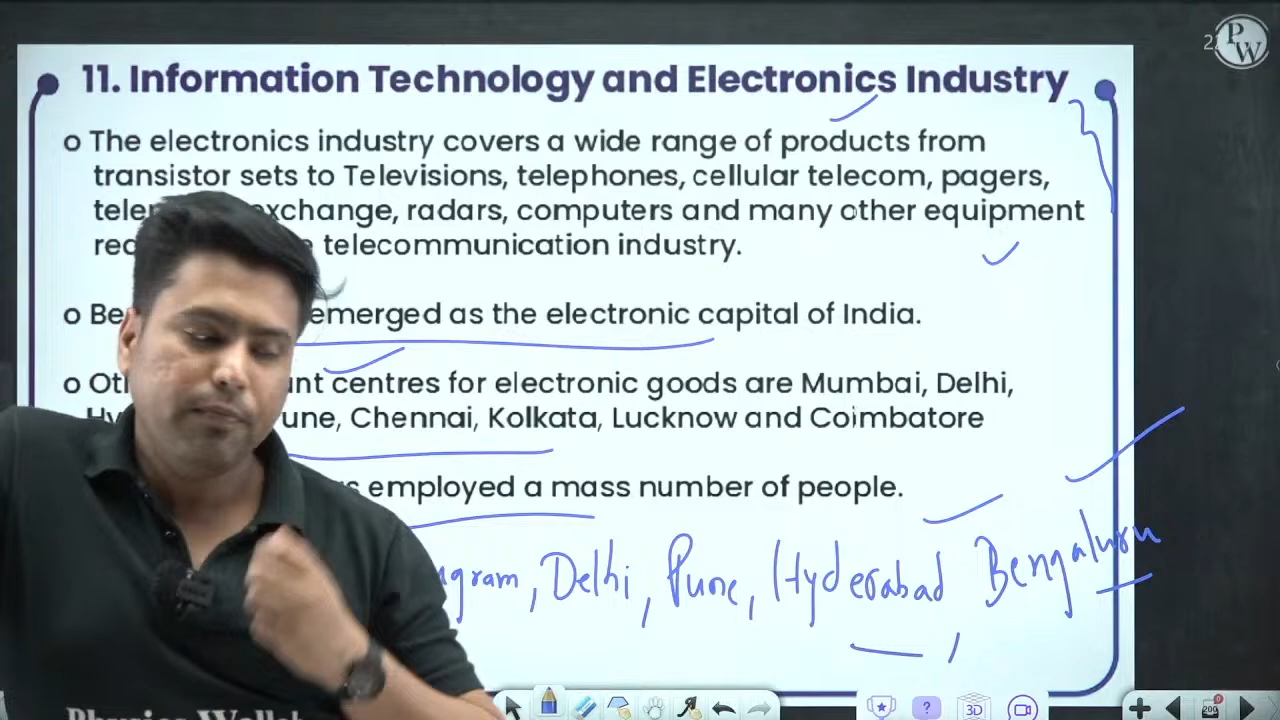 PW
11. Information Technology and Electronics Industry
o The electronics industry covers a wide range of products from
transistor sets to Televisions, telephones, cellular telecom, pagers,
exchange, radars, computers and many other equipment
telecommunication industry.
o emerged as the electronic capital of India.
o centres for electronic goods are Mumbai, Delhi,
Chennai, Kolkata, Lucknow and Coimbatore
employed a mass number of people.
Delhi, Pune, Hyderabad, Bengaluru
3D
209